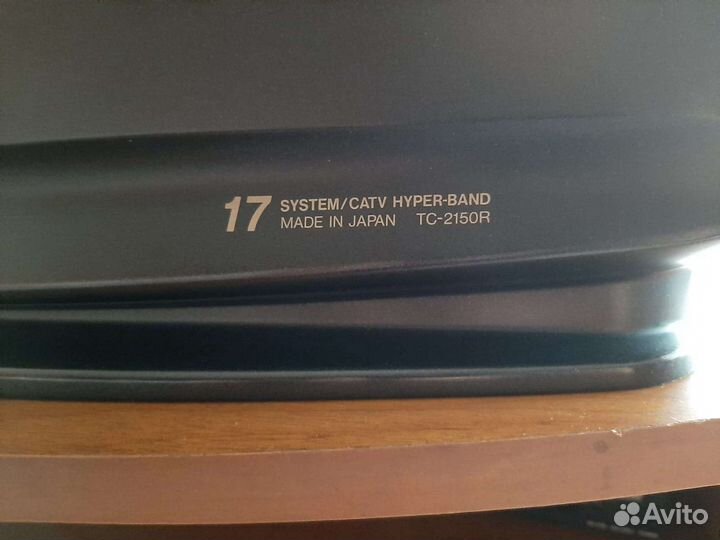 17 SYSTEM/CATV HYPER-BAND
MADE IN JAPAN TC-2150R
Avito